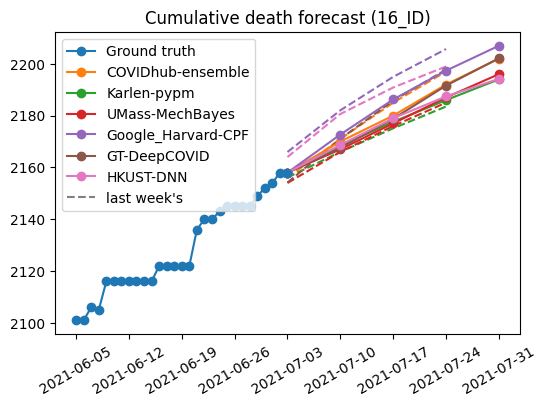 Cumulative death forecast (16_ID)
Ground truth
COVIDhub-ensemble
Karlen-pypm
UMass-MechBayes
Google_Harvard-CPF
GT-DeepCOVID
HKUST-DNN
last week's
2200
2180
2160
2140
2120
2100
2021-06-05
2021-06-12
2021-06-19
2021-06-26
2021-07-03
2021-07-10
2021-07-17
2021-07-24
2021-07-31